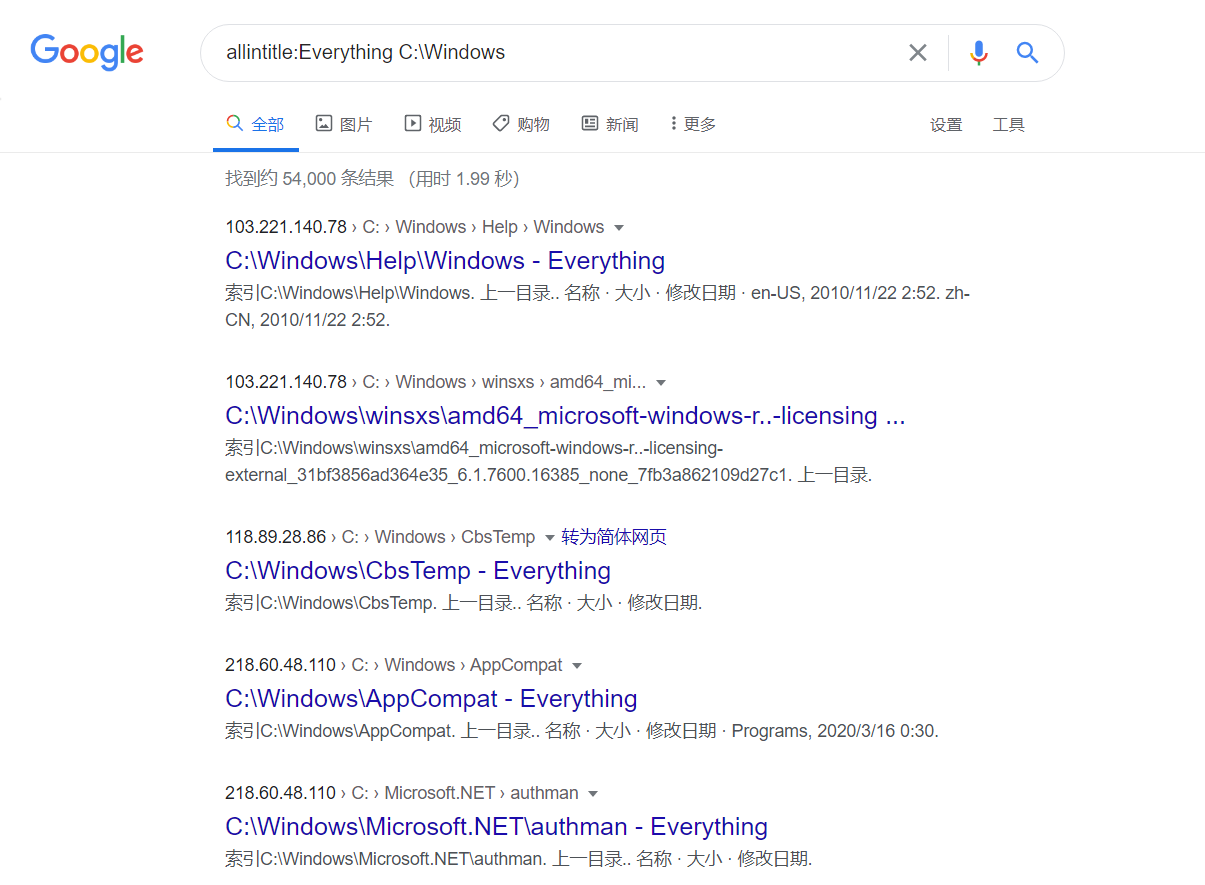 Google
allintitle:Everything C:\Windows
全部 图片 视频 购物 新闻 更多 设置 工具
找到约 54,000 条结果 （用时 1.99 秒）
103.221.140.78 › C: › Windows › Help › Windows
C:\Windows\Help\Windows - Everything
索引C:\Windows\Help\Windows. 上一目录.. 名称 · 大小 · 修改日期 · en-US, 2010/11/22 2:52. zh-
CN, 2010/11/22 2:52.
103.221.140.78 › C: › Windows › winsxs › amd64_mi...
C:\Windows\winsxs\amd64_microsoft-windows-r..-licensing ...
索引C:\Windows\winsxs\amd64_microsoft-windows-r..-licensing-
external_31bf3856ad364e35_6.1.7600.16385_none_7fb3a862109d27c1. 上一目录.
118.89.28.86 › C: › Windows › CbsTemp 转为简体网页
C:\Windows\CbsTemp - Everything
索引C:\Windows\CbsTemp. 上一目录.. 名称 · 大小 · 修改日期.
218.60.48.110 › C: › Windows › AppCompat
C:\Windows\AppCompat - Everything
索引C:\Windows\AppCompat. 上一目录.. 名称 · 大小 · 修改日期 · Programs, 2020/3/16 0:30.
218.60.48.110 › C: › Microsoft.NET › authman
C:\Windows\Microsoft.NET\authman - Everything
索引C:\Windows\Microsoft.NET\authman. 上一目录.. 名称 · 大小 · 修改日期.